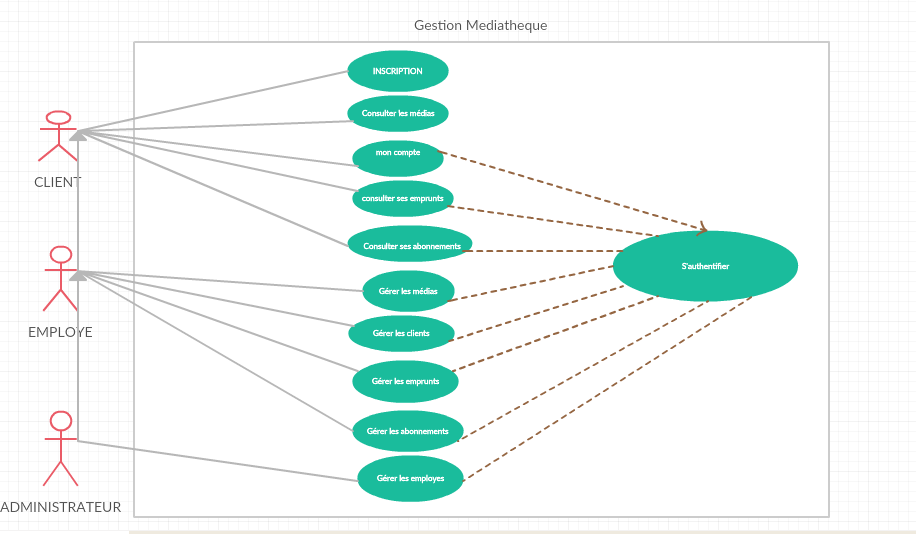 Gestion Mediatheque
INSCRIPTION
Consulter les médias
mon compte
CLIENT
consulter ses emprunts
Consulter ses abonnements
S'authentifier
Gérer les médias
EMPLOYE
Gérer les clients
Gérer les emprunts
Gérer les abonnements
Gérer les employes
ADMINISTRATEUR